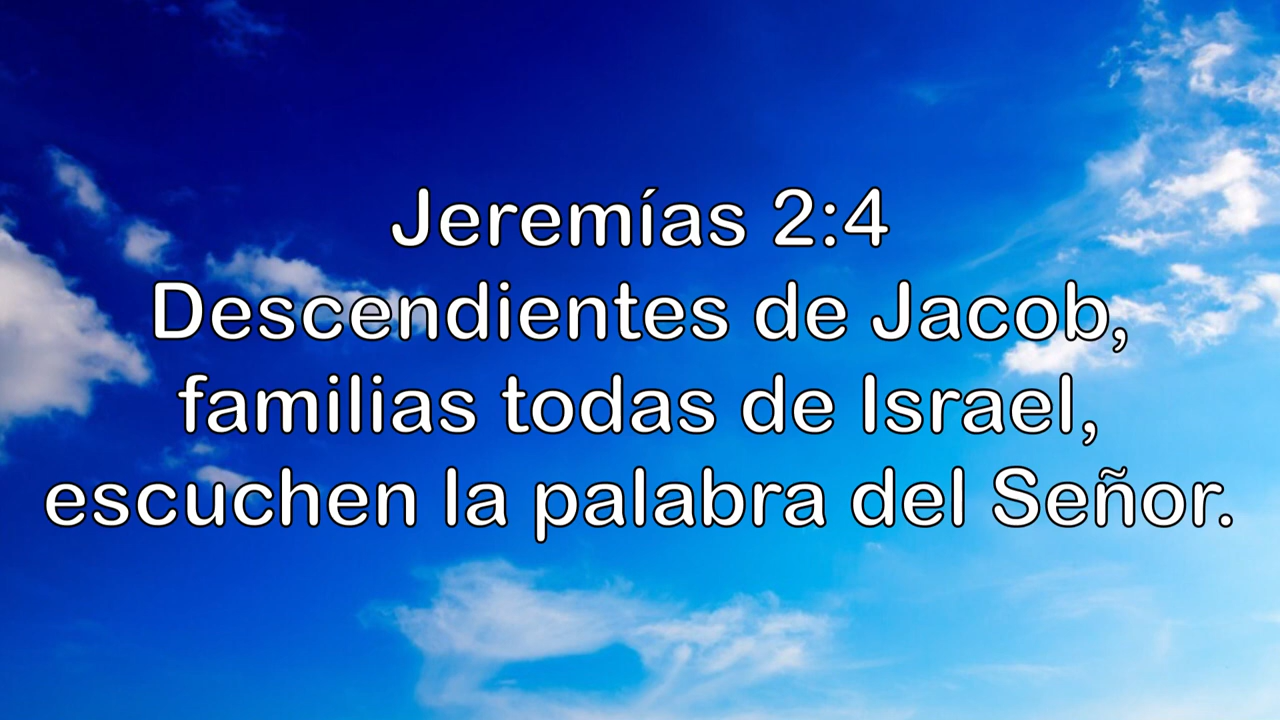 Jeremías 2:4
Descendientes de Jacob,
familias todas de Israel,
escuchen la palabra del Señor.